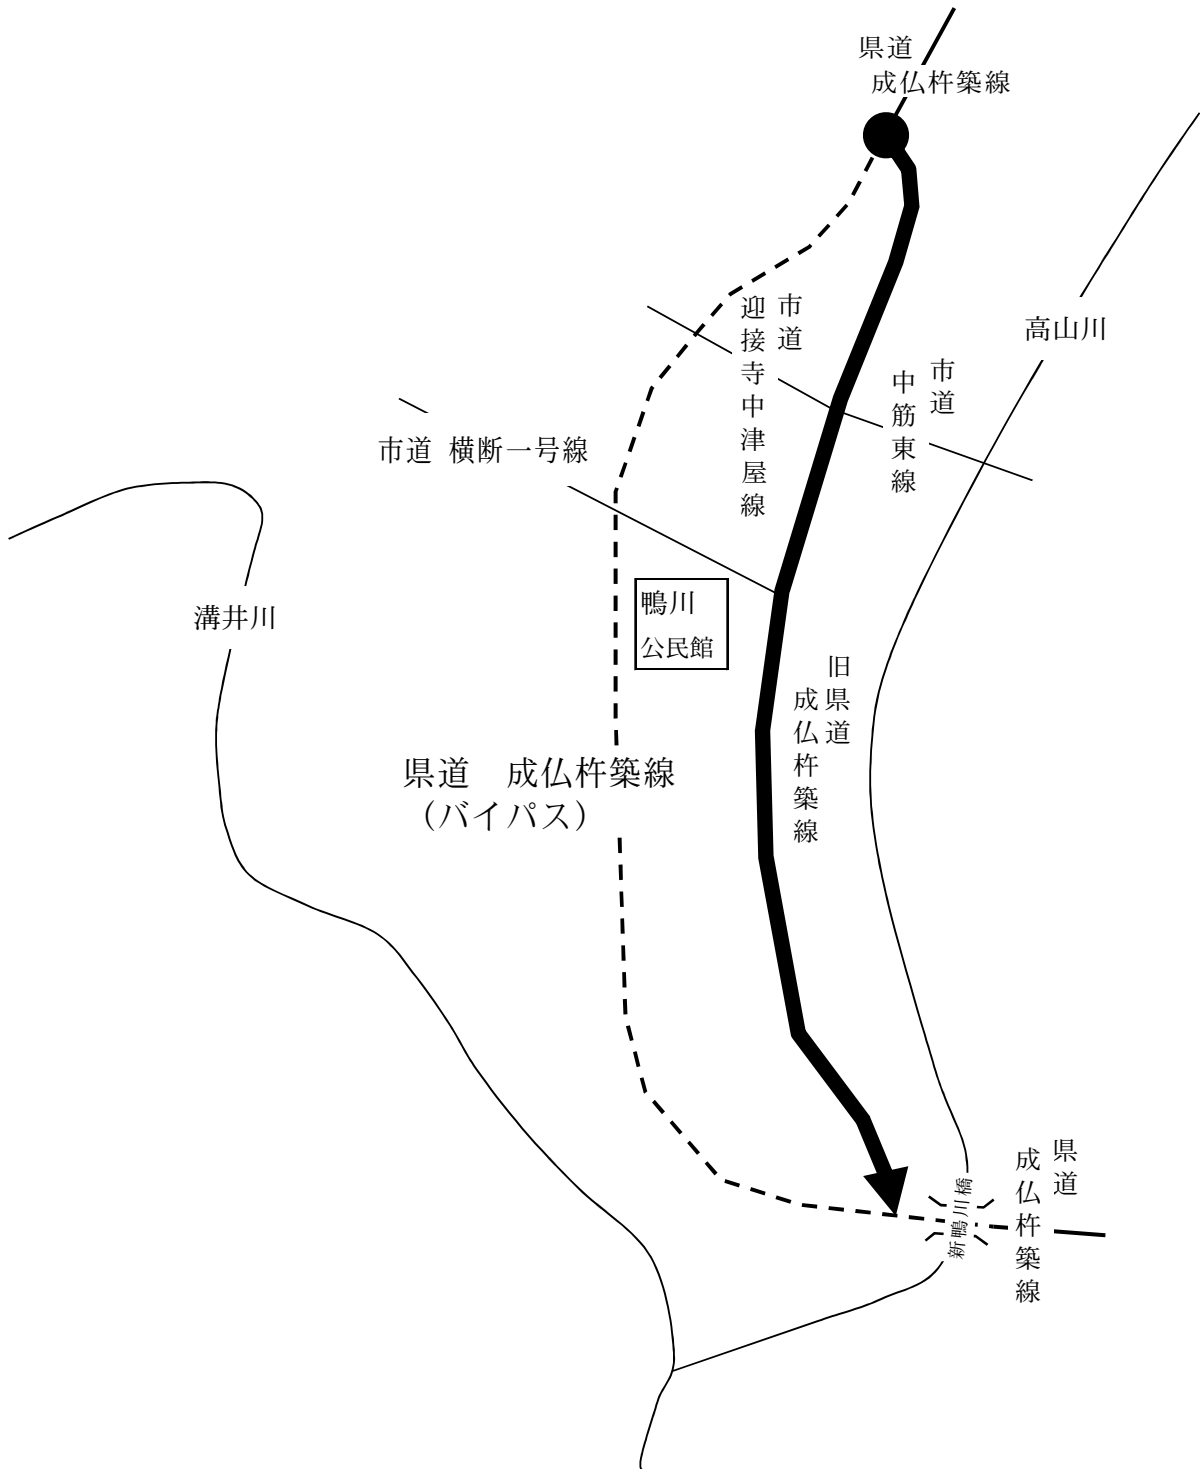 県道
成仏杵築線
市道
迎接寺中津屋線
高山川
市道
中筋東線
市道 横断一号線
鴨川
公民館
溝井川
旧県道
成仏杵築線
県道　成仏杵築線
（バイパス）
県道
成仏杵築線
新鴨川橋